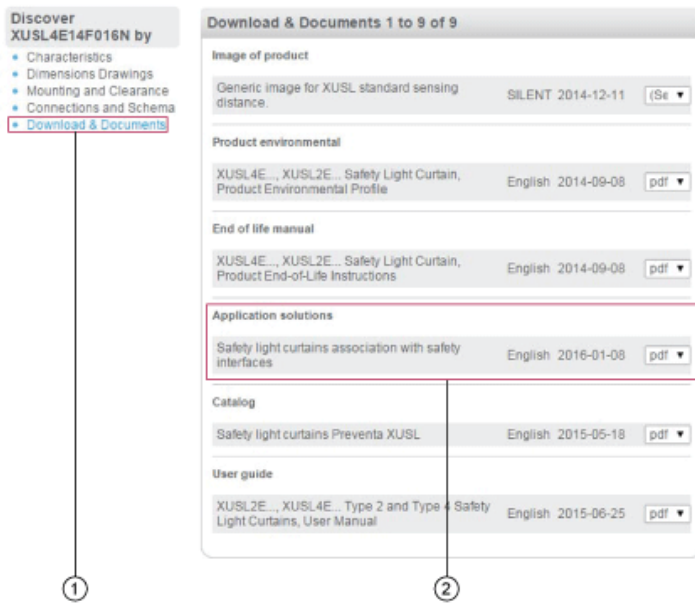 Discover
XUSL4E14F016N by
Characteristics
Dimensions Drawings
Mounting and Clearance
Connections and Schema
Download & Documents
Download & Documents 1 to 9 of 9
Image of product
Generic image for XUSL standard sensing
distance.
SILENT 2014-12-11 (Se ▼
Product environmental
XUSL4E..., XUSL2E... Safety Light Curtain,
Product Environmental Profile
English 2014-09-08 pdf ▼
End of life manual
XUSL4E..., XUSL2E... Safety Light Curtain,
Product End-of-Life Instructions
English 2014-09-08 pdf ▼
Application solutions
Safety light curtains association with safety
interfaces
English 2016-01-08 pdf ▼
Catalog
Safety light curtains Preventa XUSL English 2015-05-18 pdf ▼
User guide
XUSL2E..., XUSL4E... Type 2 and Type 4 Safety
Light Curtains, User Manual
English 2015-06-25 pdf ▼
1 2